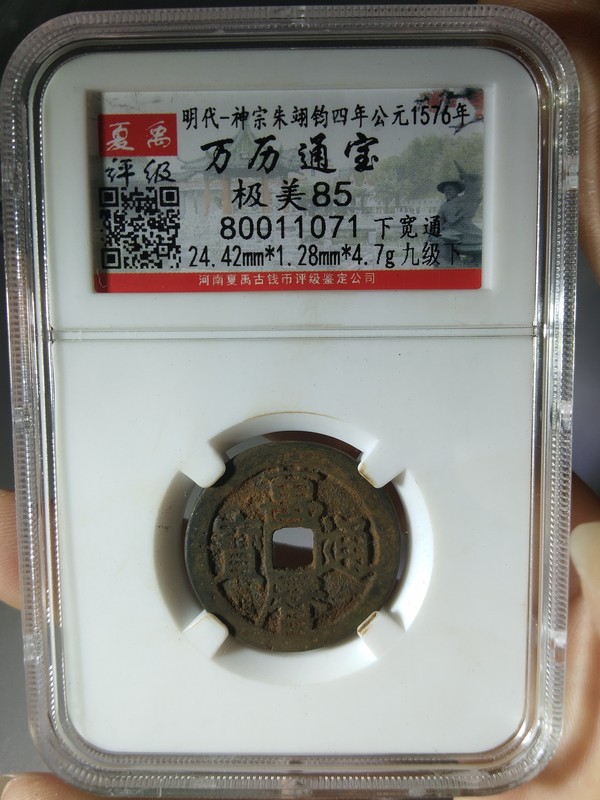 明代-神宗朱翊钧四年公元1576年
夏禹
评级
万历通宝
极美85
80011071 下宽通
24.42mm*1.28mm*4.7g 九级下
河南夏禹古钱币评级鉴定公司
萬曆通寶